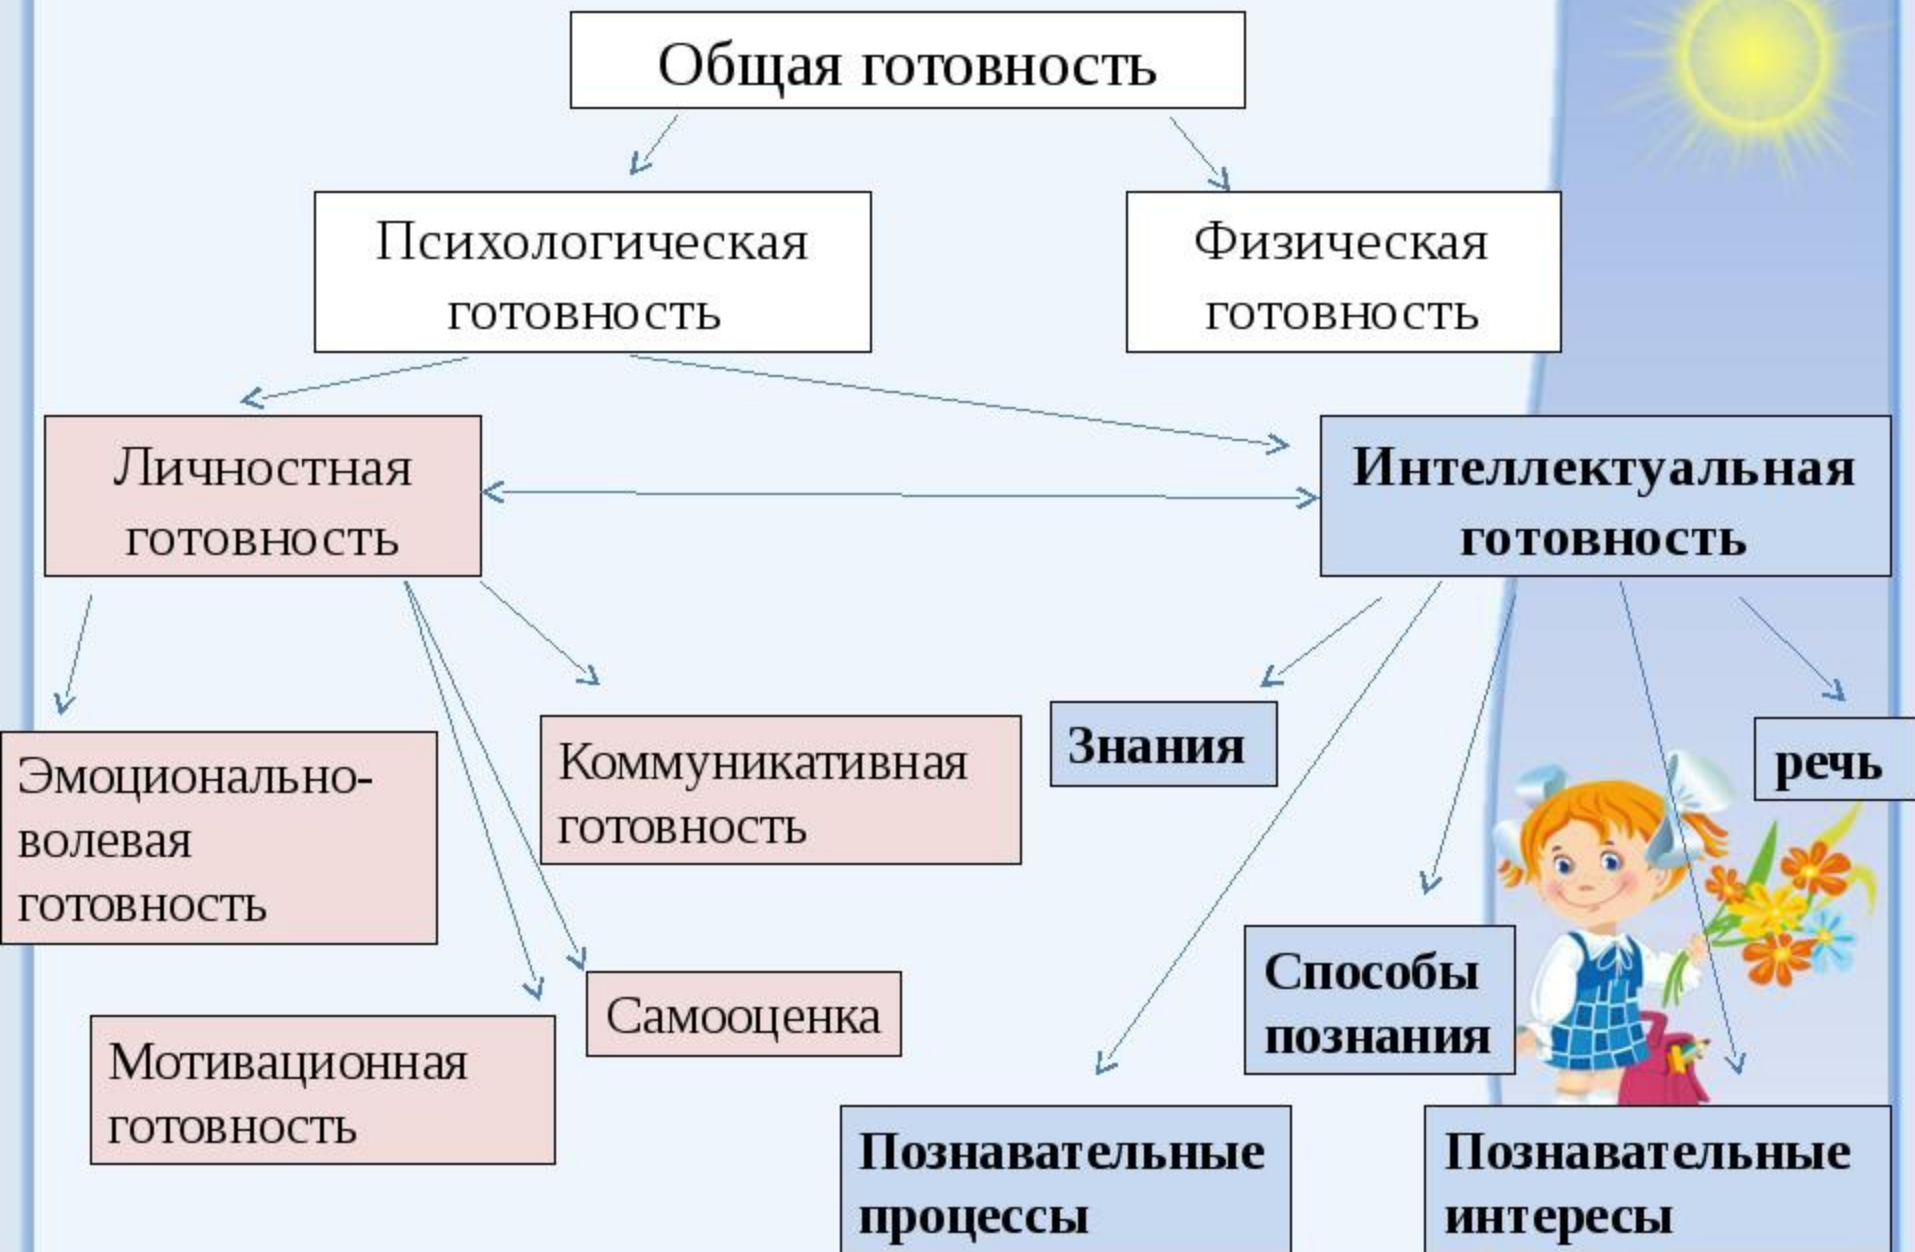 Общая готовность
Психологическая
готовность
Физическая
готовность
Личностная
готовность
Интеллектуальная
готовность
Эмоционально-
волевая
готовность
Коммуникативная
готовность
Знания
речь
Мотивационная
готовность
Самооценка
Способы
познания
Познавательные
процессы
Познавательные
интересы